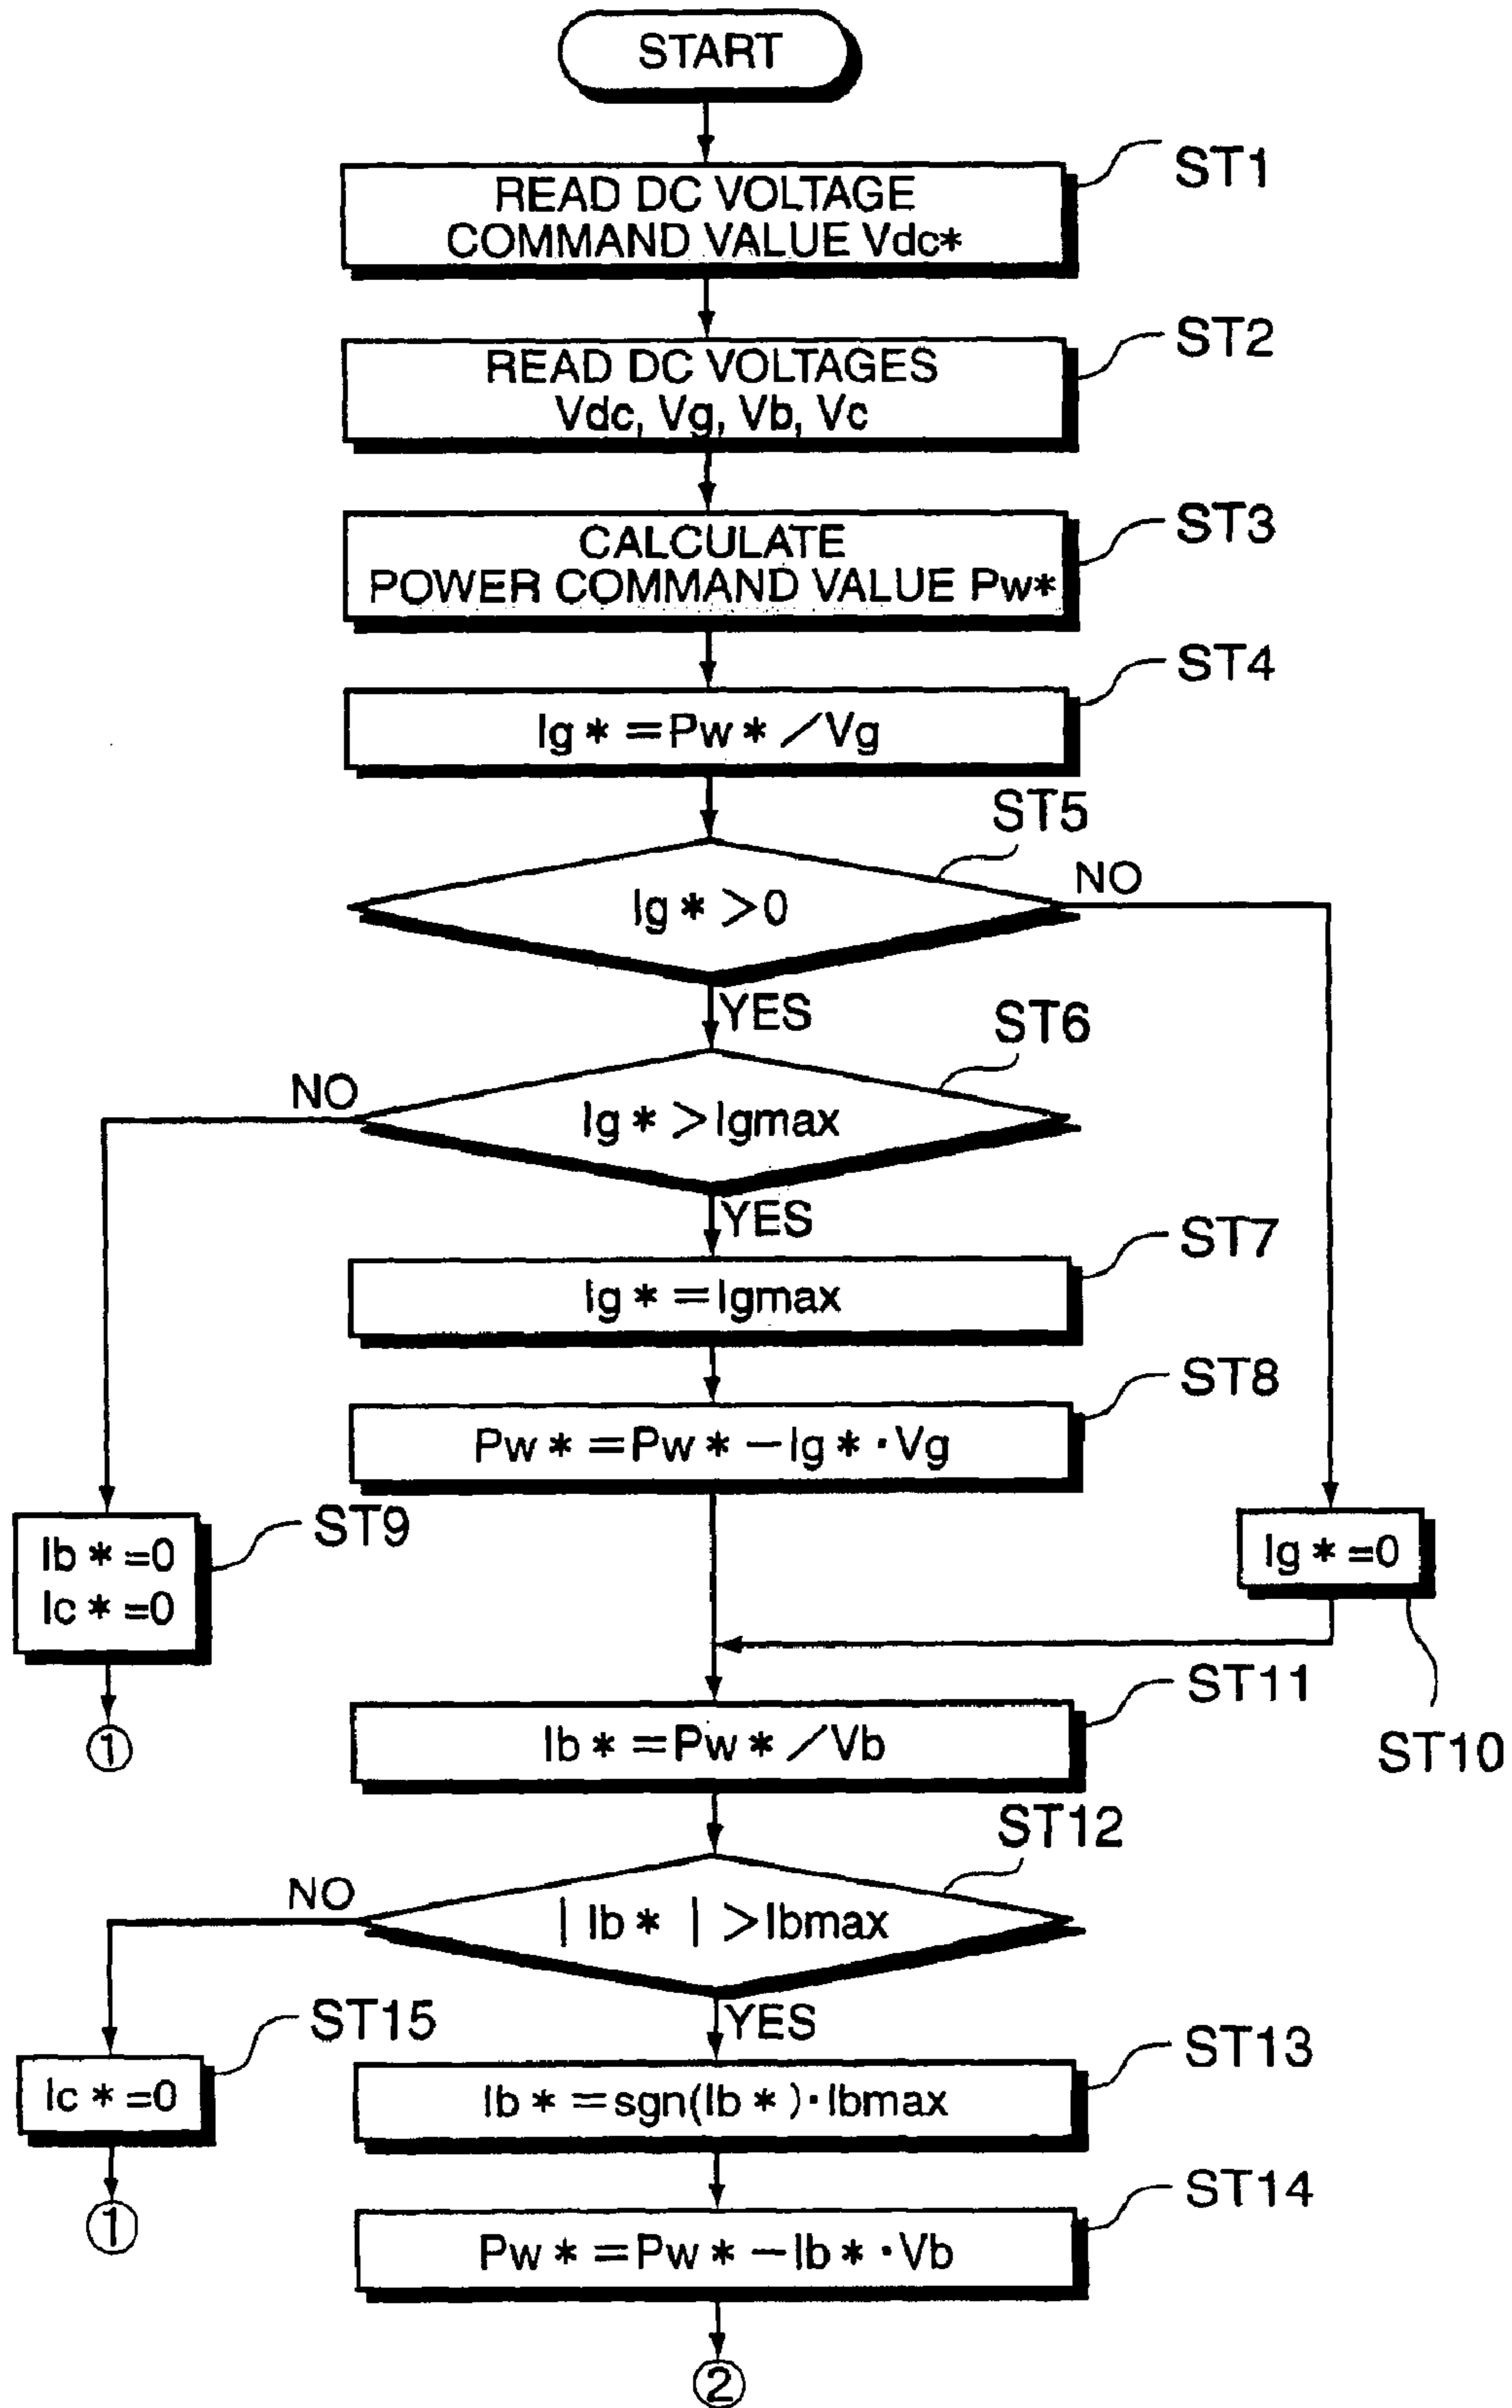 START
ST1
READ DC VOLTAGE
COMMAND VALUE Vdc*
ST2
READ DC VOLTAGES
Vdc, Vg, Vb, Vc
ST3
CALCULATE
POWER COMMAND VALUE Pw*
ST4
Ig * =Pw * /Vg
ST5
Ig * >0
NO
YES
ST6
NO
Ig * >Igmax
YES
ST7
Ig * =Igmax
ST8
Pw * =Pw * -Ig * ·Vg
ST9
Ib * =0
Ic * =0
①
Ig * =0
ST10
ST11
Ib * =Pw * /Vb
ST12
NO
| Ib * | >Ibmax
YES
ST15
Ic * =0
①
ST13
Ib * =sgn(Ib * )·Ibmax
ST14
Pw * =Pw * -Ib * ·Vb
②